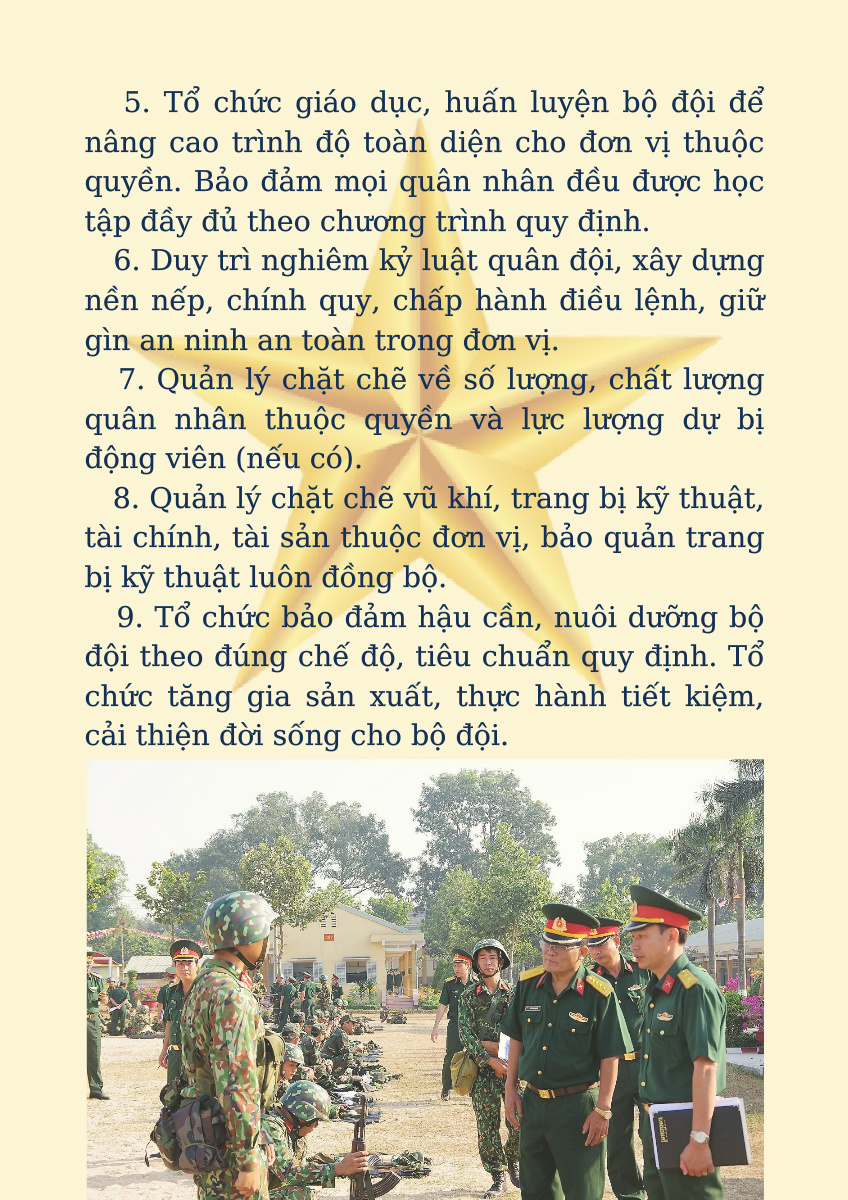 5. Tổ chức giáo dục, huấn luyện bộ đội để
nâng cao trình độ toàn diện cho đơn vị thuộc
quyền. Bảo đảm mọi quân nhân đều được học
tập đầy đủ theo chương trình quy định.
6. Duy trì nghiêm kỷ luật quân đội, xây dựng
nền nếp, chính quy, chấp hành điều lệnh, giữ
gìn an ninh an toàn trong đơn vị.
7. Quản lý chặt chẽ về số lượng, chất lượng
quân nhân thuộc quyền và lực lượng dự bị
động viên (nếu có).
8. Quản lý chặt chẽ vũ khí, trang bị kỹ thuật,
tài chính, tài sản thuộc đơn vị, bảo quản trang
bị kỹ thuật luôn đồng bộ.
9. Tổ chức bảo đảm hậu cần, nuôi dưỡng bộ
đội theo đúng chế độ, tiêu chuẩn quy định. Tổ
chức tăng gia sản xuất, thực hành tiết kiệm,
cải thiện đời sống cho bộ đội.